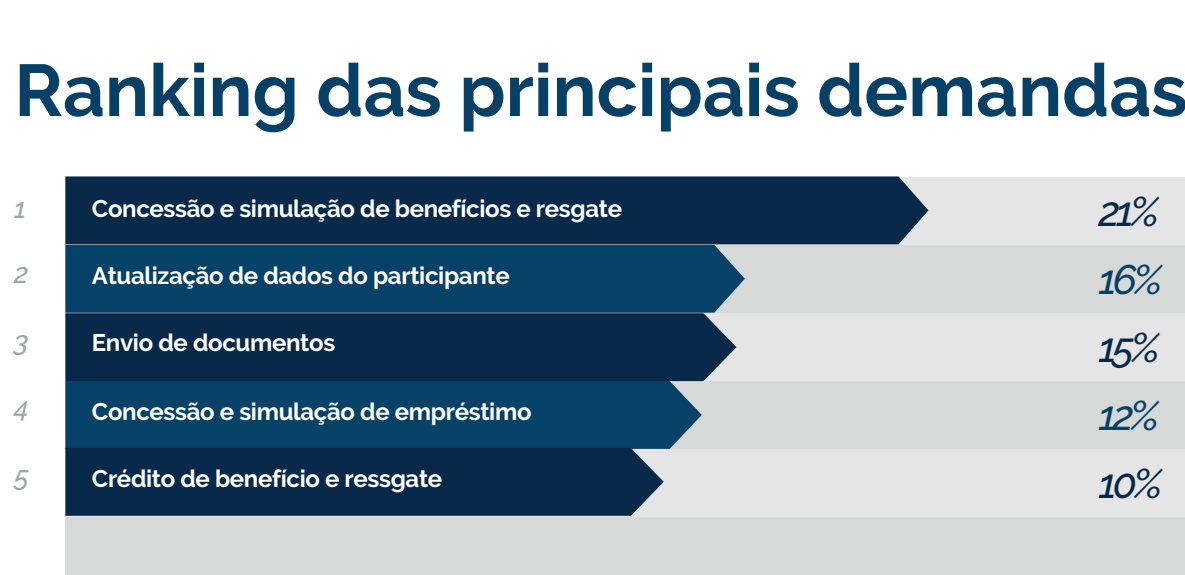 Ranking das principais demandas
1 Concessão e simulação de benefícios e resgate 21%
2 Atualização de dados do participante 16%
3 Envio de documentos 15%
4 Concessão e simulação de empréstimo 12%
5 Crédito de benefício e ressgate 10%